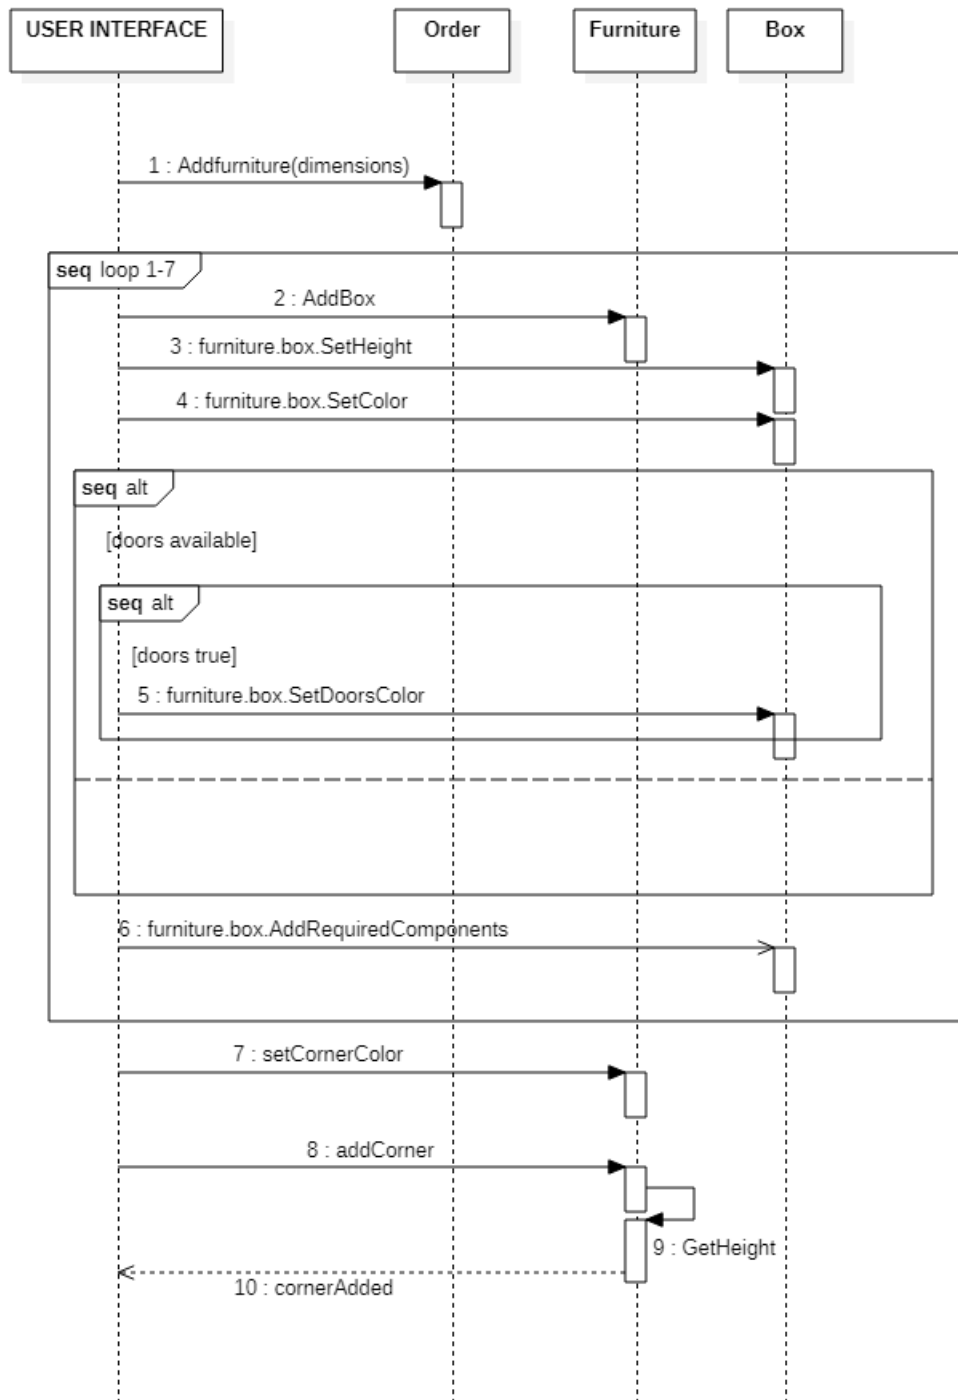 USER INTERFACE
Order
Furniture
Box
1 : Addfurniture(dimensions)
seq loop 1-7
2 : AddBox
3 : furniture.box.SetHeight
4 : furniture.box.SetColor
seq alt
[doors available]
seq alt
[doors true]
5 : furniture.box.SetDoorsColor
6 : furniture.box.AddRequiredComponents
7 : setCornerColor
8 : addCorner
9 : GetHeight
10 : cornerAdded